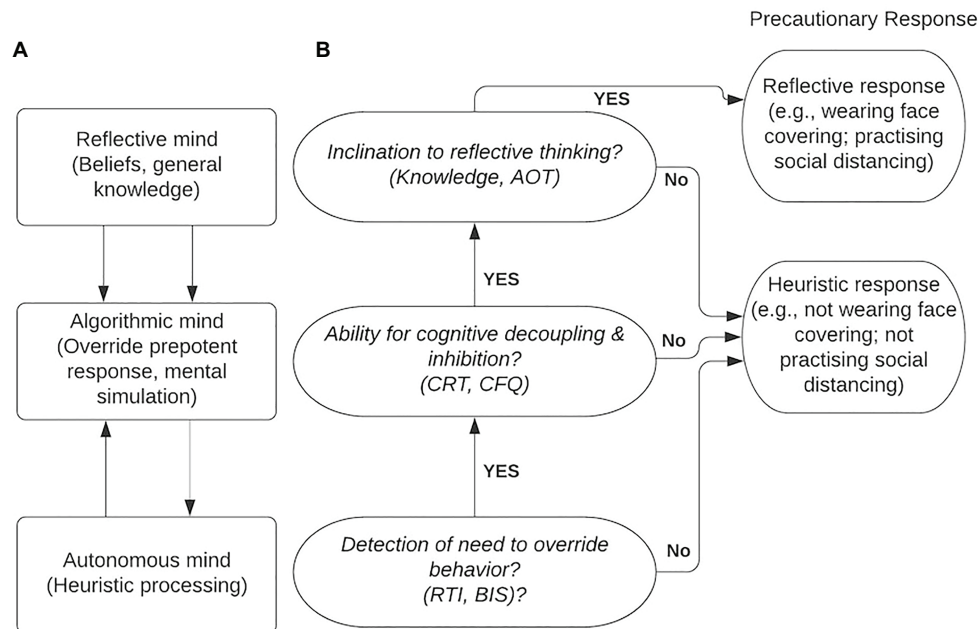 Precautionary Response
A
B
Reflective mind
(Beliefs, general
knowledge)
Algorithmic mind
(Override prepotent
response, mental
simulation)
Autonomous mind
(Heuristic processing)
Inclination to reflective thinking?
(Knowledge, AOT)
YES
No
YES
Ability for cognitive decoupling &
inhibition?
(CRT, CFQ)
No
YES
Detection of need to override
behavior?
(RTI, BIS)?
No
Reflective response
(e.g., wearing face
covering; practising
social distancing)
Heuristic response
(e.g., not wearing face
covering; not
practising social
distancing)